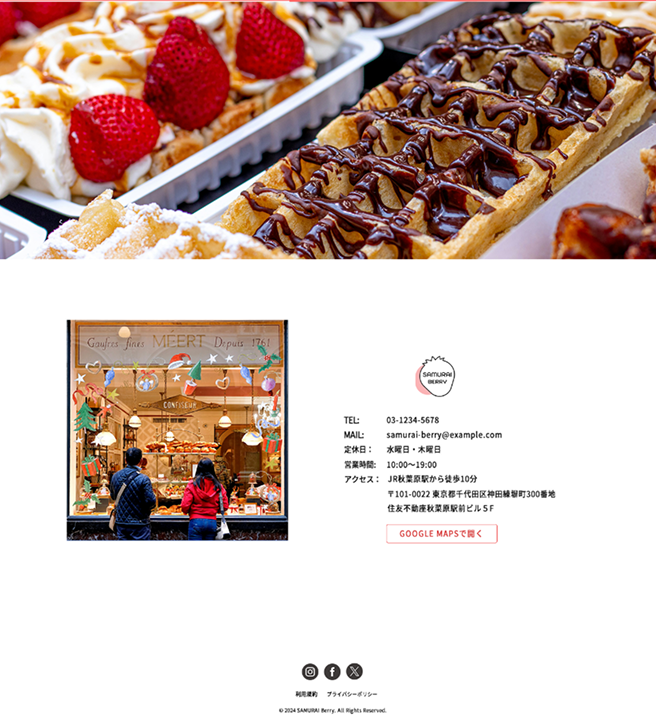 Gaufres fines MEERT Depuis 1761
CONFISEUR
SAMURAI
BERRY
TEL: 03-1234-5678
MAIL: samurai-berry@example.com
定休日： 水曜日・木曜日
営業時間: 10:00〜19:00
アクセス： JR秋葉原駅から徒歩10分
〒101-0022 東京都千代田区神田練塀町300番地
住友不動産秋葉原駅前ビル５F
GOOGLE MAPSで開く
利用規約 プライバシーポリシー
© 2024 SAMURAI Berry. All Rights Reserved.